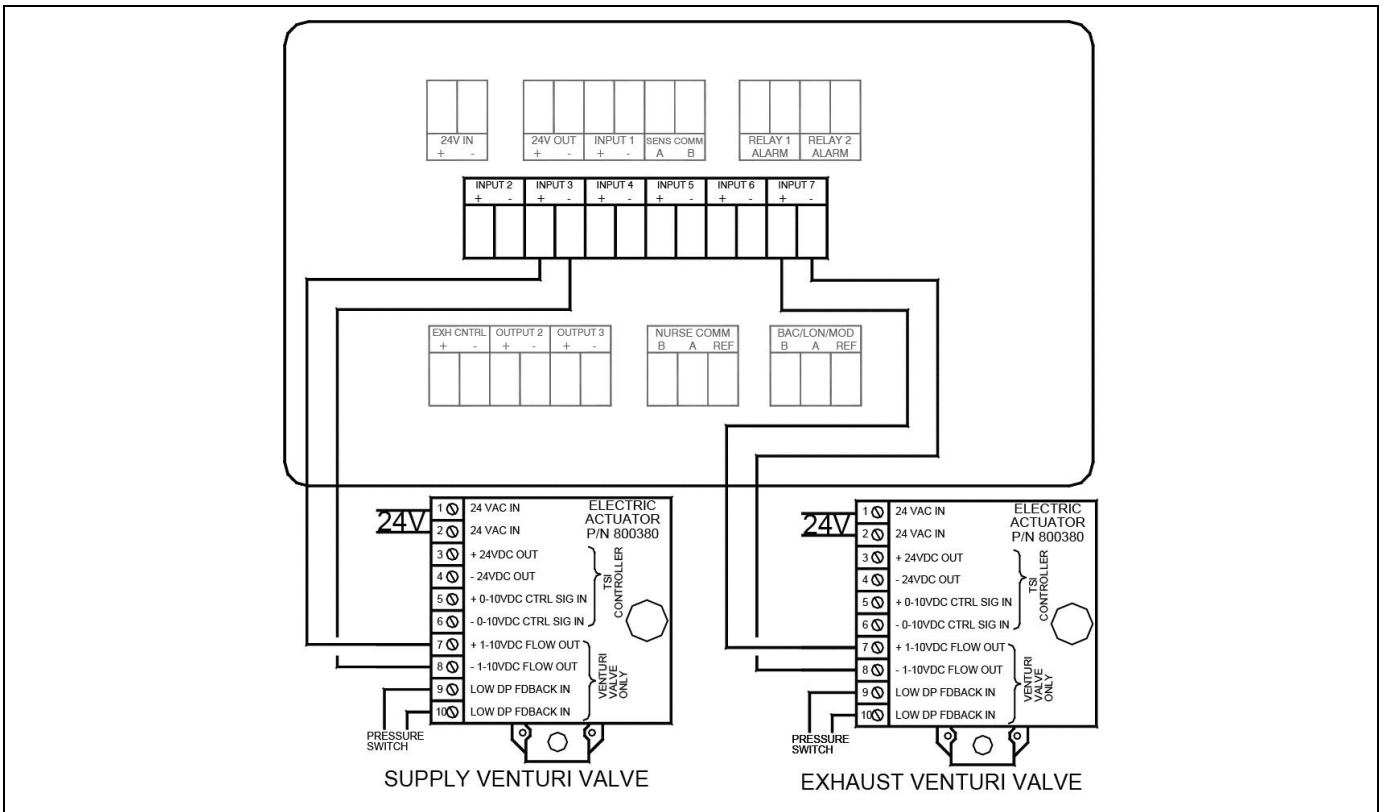 24V IN
+ -
24V OUT
+ -
INPUT 1
+ -
SENS COMM
A B
RELAY 1
ALARM
RELAY 2
ALARM
INPUT 2
+ -
INPUT 3
+ -
INPUT 4
+ -
INPUT 5
+ -
INPUT 6
+ -
INPUT 7
+ -
EXH CNTRL
+ -
OUTPUT 2
+ -
OUTPUT 3
+ -
NURSE COMM
B A REF
BAC/LON/MOD
B A REF
24V
1 24 VAC IN
2 24 VAC IN
3 + 24VDC OUT
4 - 24VDC OUT
5 + 0-10VDC CTRL SIG IN
6 - 0-10VDC CTRL SIG IN
7 + 1-10VDC FLOW OUT
8 - 1-10VDC FLOW OUT
9 LOW DP FDBACK IN
10 LOW DP FDBACK IN
ELECTRIC
ACTUATOR
P/N 800380
TSI
CONTROLLER
VENTURI
VALVE
ONLY
PRESSURE
SWITCH
SUPPLY VENTURI VALVE
24V
1 24 VAC IN
2 24 VAC IN
3 + 24VDC OUT
4 - 24VDC OUT
5 + 0-10VDC CTRL SIG IN
6 - 0-10VDC CTRL SIG IN
7 + 1-10VDC FLOW OUT
8 - 1-10VDC FLOW OUT
9 LOW DP FDBACK IN
10 LOW DP FDBACK IN
ELECTRIC
ACTUATOR
P/N 800380
TSI
CONTROLLER
VENTURI
VALVE
ONLY
PRESSURE
SWITCH
EXHAUST VENTURI VALVE